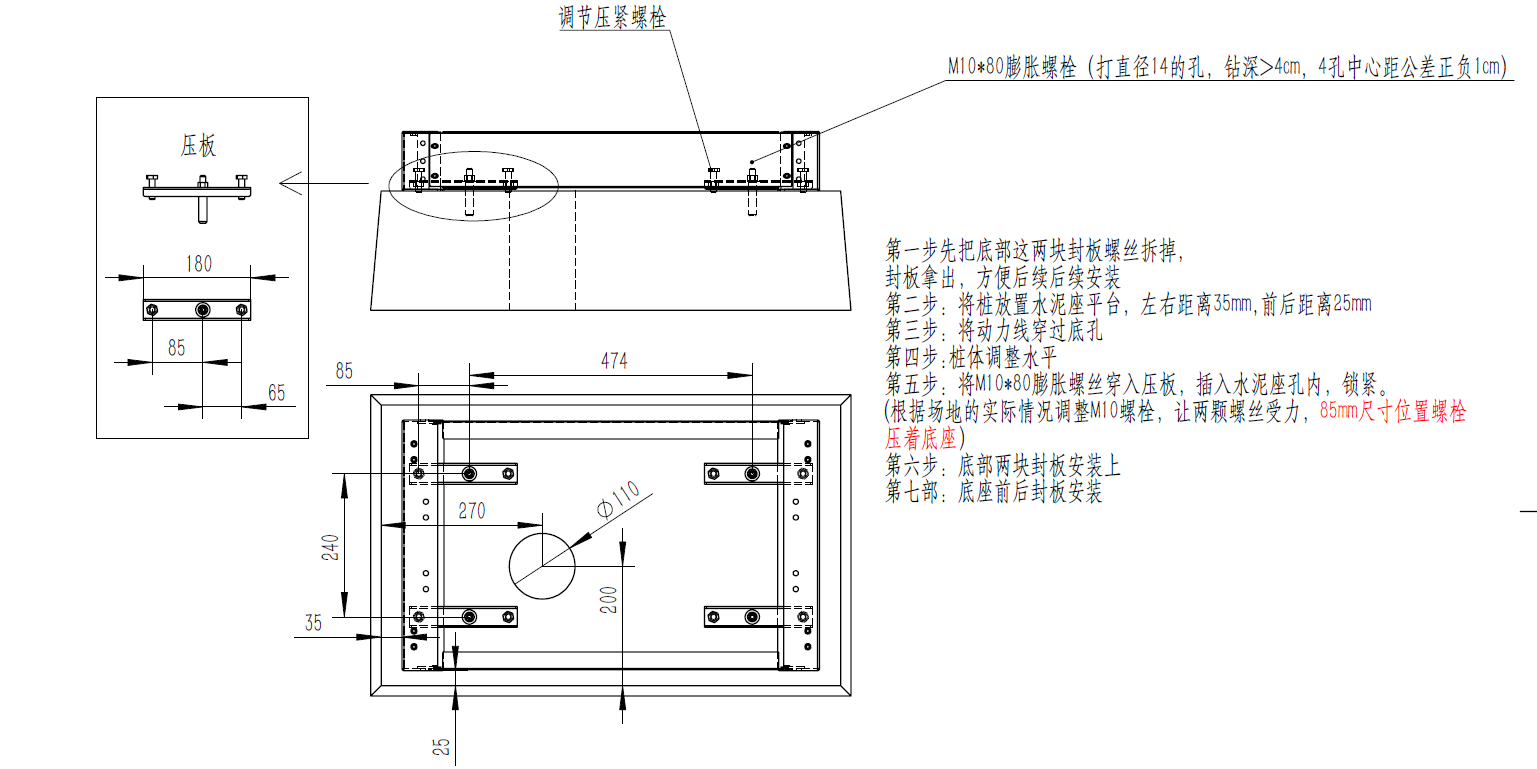 调节压紧螺栓
M10*80膨胀螺栓（打直径14的孔，钻深>4cm，4孔中心距公差正负1cm）
压板
180
85
65
第一步先把底部这两块封板螺丝拆掉，
封板拿出，方便后续后续安装
第二步：将桩放置水泥座平台，左右距离35mm,前后距离25mm
第三步：将动力线穿过底孔
第四步:桩体调整水平
第五步：将M10*80膨胀螺丝穿入压板，插入水泥座孔内，锁紧。
(根据场地的实际情况调整M10螺栓，让两颗螺丝受力，85mm尺寸位置螺栓
压着底座)
第六步：底部两块封板安装上
第七部：底座前后封板安装
85
474
270
Ø110
240
200
35
25